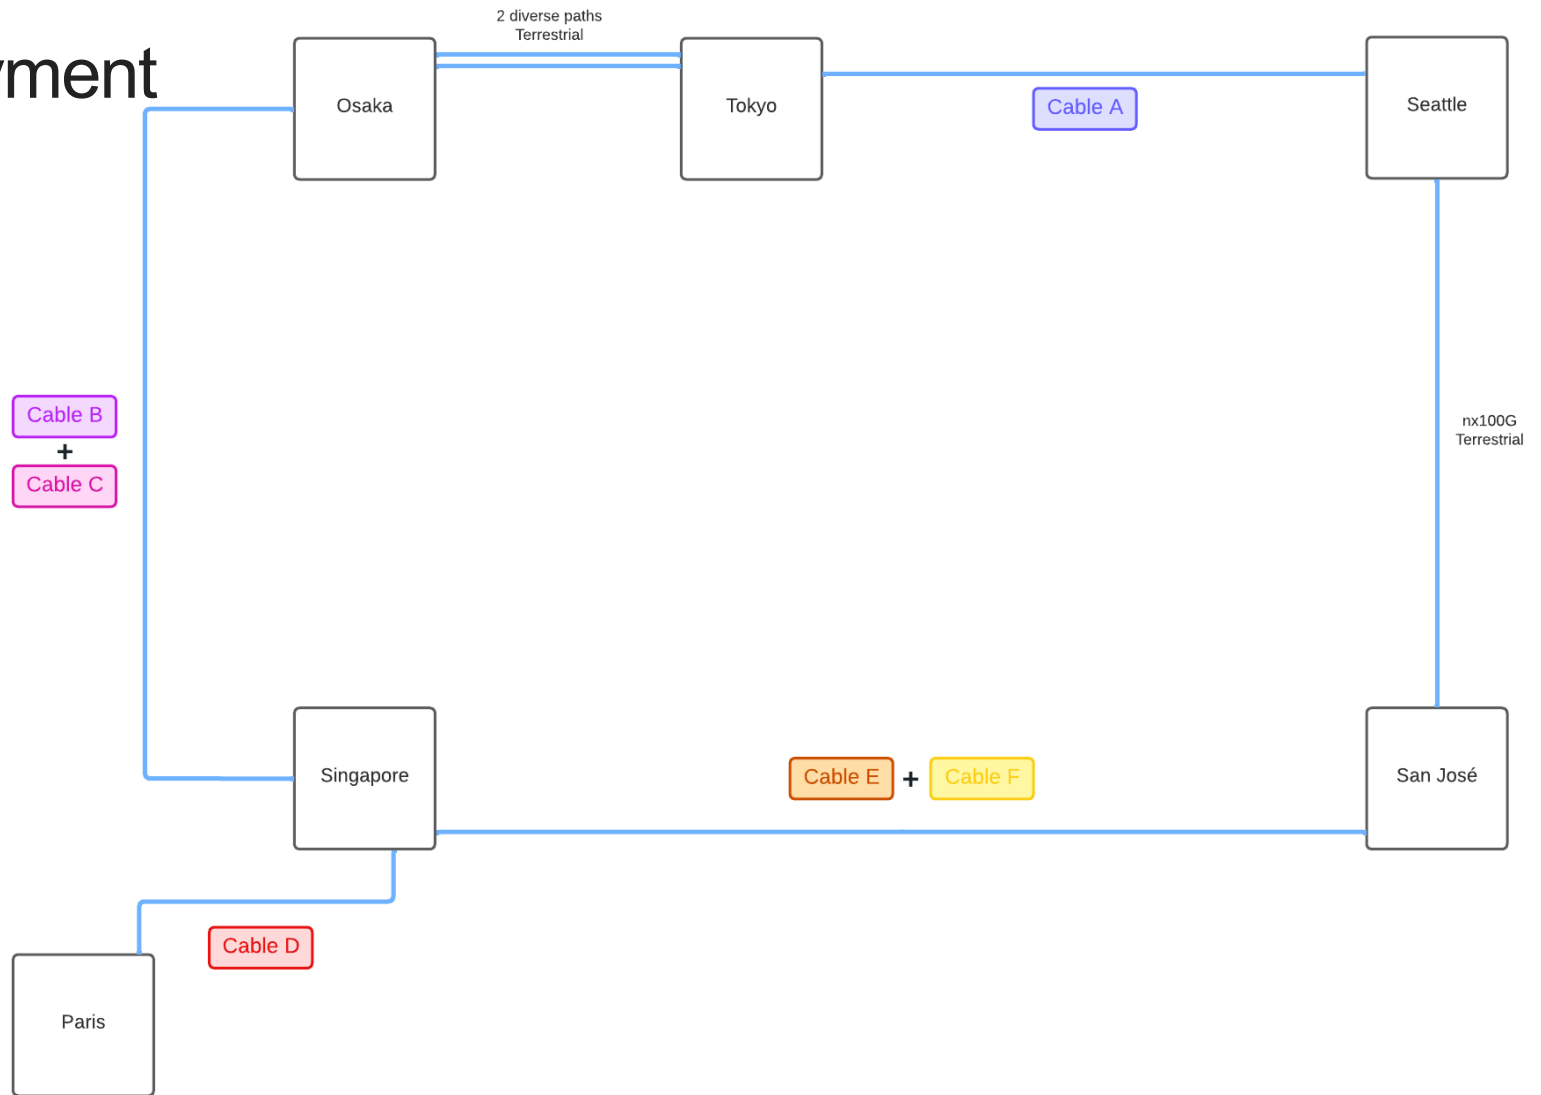 2 diverse paths
Terrestrial
Osaka
Tokyo
Seattle
Cable A
Cable B
+
Cable C
nx100G
Terrestrial
Singapore
Cable E + Cable F
San José
Cable D
Paris